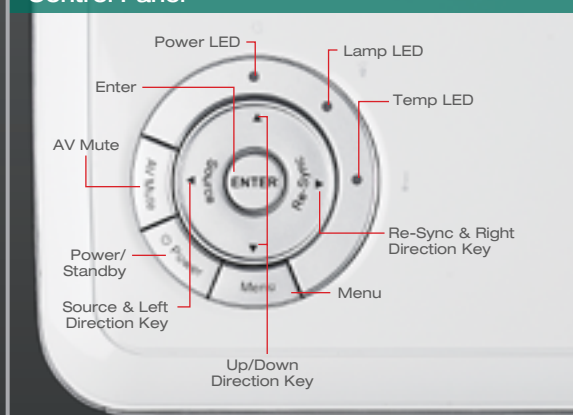 Control Panel
Power LED
Lamp LED
Enter
Temp LED
AV Mute
AV Mute
Source
ENTER
Re-Sync
Power/
Standby
Power
Re-Sync & Right
Direction Key
Menu
Menu
Source & Left
Direction Key
Up/Down
Direction Key